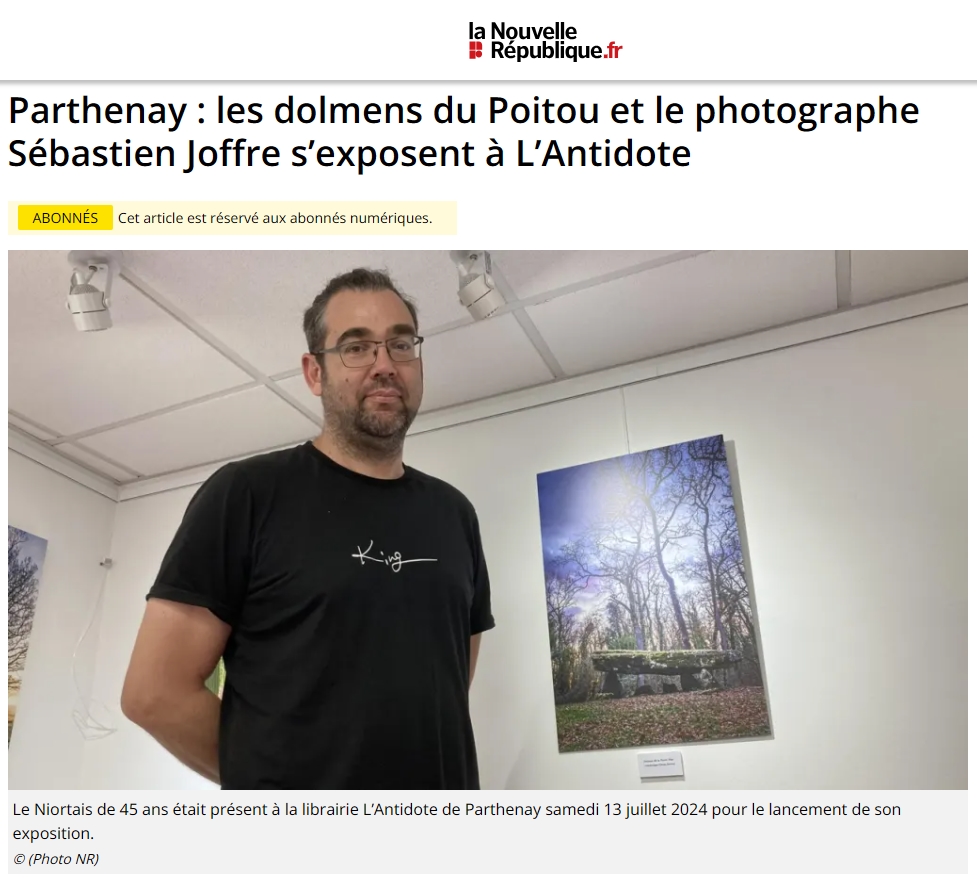 la Nouvelle
République.fr
Parthenay : les dolmens du Poitou et le photographe
Sébastien Joffre s’exposent à L’Antidote
ABONNÉS Cet article est réservé aux abonnés numériques.
King
Le Niortais de 45 ans était présent à la librairie L’Antidote de Parthenay samedi 13 juillet 2024 pour le lancement de son
exposition.
© (Photo NR)